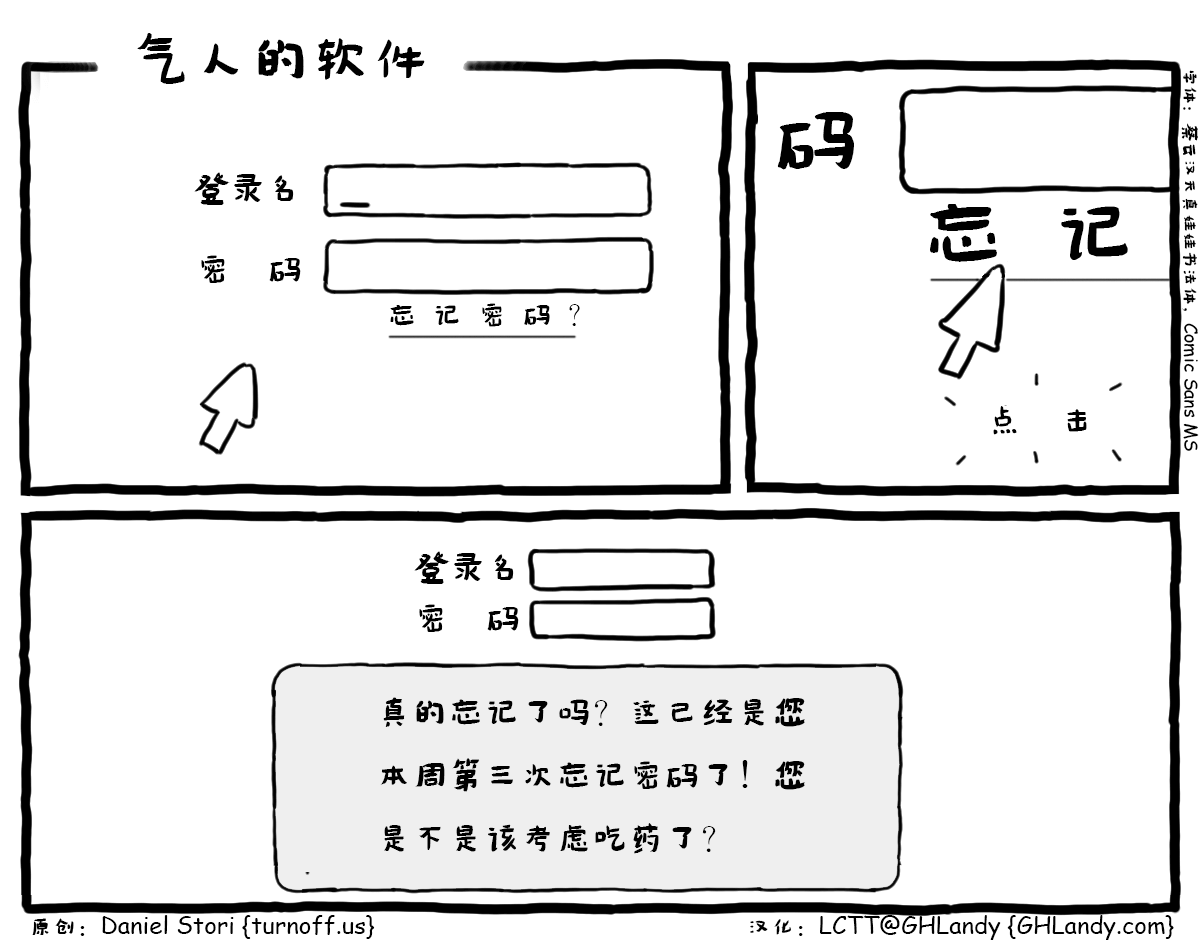 气人的软件
登录名
密 码
忘记密码?
码
忘 记
点 击
字体:蔡云汉天真娃娃书法体,Comic Sans MS
登录名
密 码
真的忘记了吗?这已经是您
本周第三次忘记密码了!您
是不是该考虑吃药了?
原创:Daniel Stori {turnoff.us}
汉化:LCTT@GHLandy {GHLandy.com}